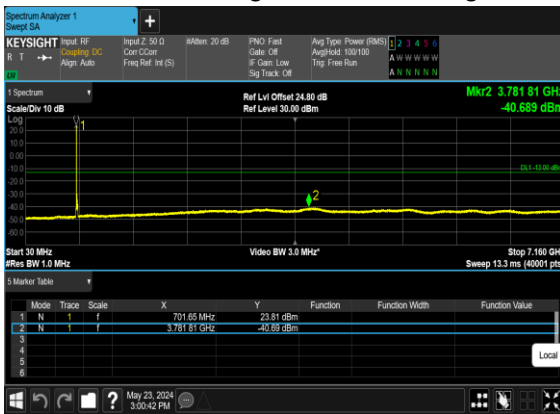 Spectrum Analyzer 1
Swept SA
KEYSIGHT
R T
LV
Input: RF
Coupling: DC
Align: Auto
Input Z: 50 Ω
Corr CCorr
Freq Ref: Int (S)
#Atten: 20 dB
PNO: Fast
Gate: Off
IF Gain: Low
Sig Track: Off
Avg Type: Power (RMS)
Avg|Hold: 100/100
Trig: Free Run
1 2 3 4 5 6
A W W W W W
A N N N N N
1 Spectrum
Scale/Div 10 dB
Ref Lvl Offset 24.80 dB
Ref Level 30.00 dBm
Mkr2 3.781 81 GHz
-40.689 dBm
Log
20.0
10.0
0.00
-10.0
-20.0
-30.0
-40.0
-50.0
-60.0
1
2
DL1 -13.00 dBm
Start 30 MHz
#Res BW 1.0 MHz
Video BW 3.0 MHz*
Stop 7.160 GH
Sweep 13.3 ms (40001 pts
5 Marker Table
Mode Trace Scale X Y Function Function Width Function Value
1 N 1 f 701.65 MHz 23.81 dBm
2 N 1 f 3.781 81 GHz -40.69 dBm
3
4
5
6
Local
?
May 23, 2024
3:00:42 PM